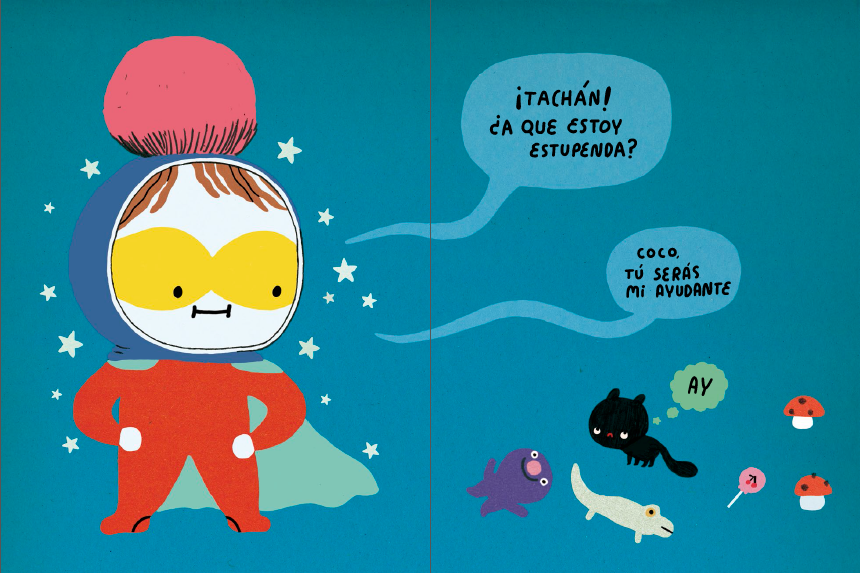 ¡TACHÁN!
¿A QUE ESTOY
ESTUPENDA?
COCO,
TÚ SERÁS
Mi AYUDANTE
AY